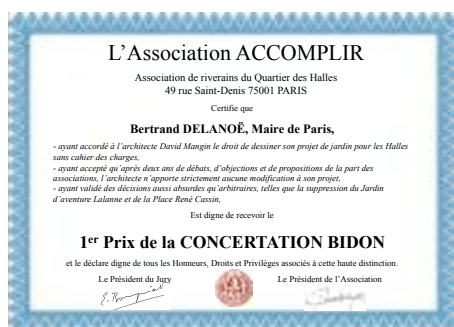 L'Association ACCOMPLIR
Association de riverains du Quartier des Halles
49 rue Saint-Denis 75001 PARIS
Certifie que
Bertrand DELANOË, Maire de Paris,
- ayant accordé à l'architecte David Mangin le droit de dessiner son projet de jardin pour les Halles
sans cahier des charges,
- ayant accepté qu'après deux ans de débats, d'objections et de propositions de la part des
associations, l'architecte n'apporte strictement aucune modification à son projet,
- ayant validé des décisions aussi absurdes qu'arbitraires, telles que la suppression du Jardin
d'aventure Lalanne et de la Place René Cassin,
Est digne de recevoir le
1er Prix de la CONCERTATION BIDON
et le déclare digne de tous les Honneurs, Droits et Privilèges associés à cette haute distinction.
Le Président du Jury Le Président de l'Association